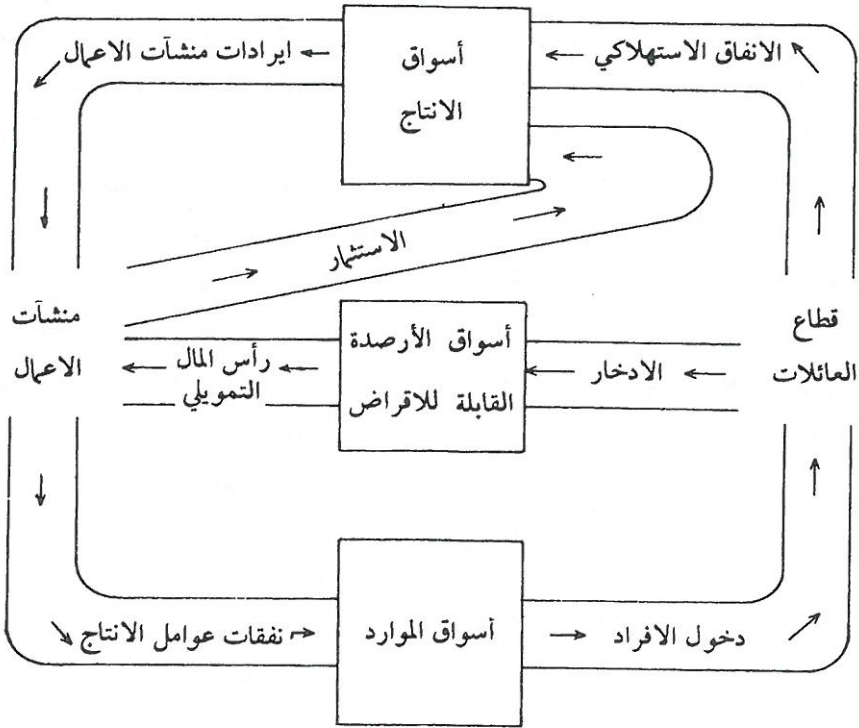 الانفاق الاستهلاكي
أسواق
الانتاج
ايرادات منشآت الاعمال
الاستثمار
قطاع
العائلات
الادخار
أسواق الأرصدة
القابلة للاقراض
رأس المال
التمويلي
منشآت
الاعمال
دخول الافراد
أسواق الموارد
نفقات عوامل الانتاج